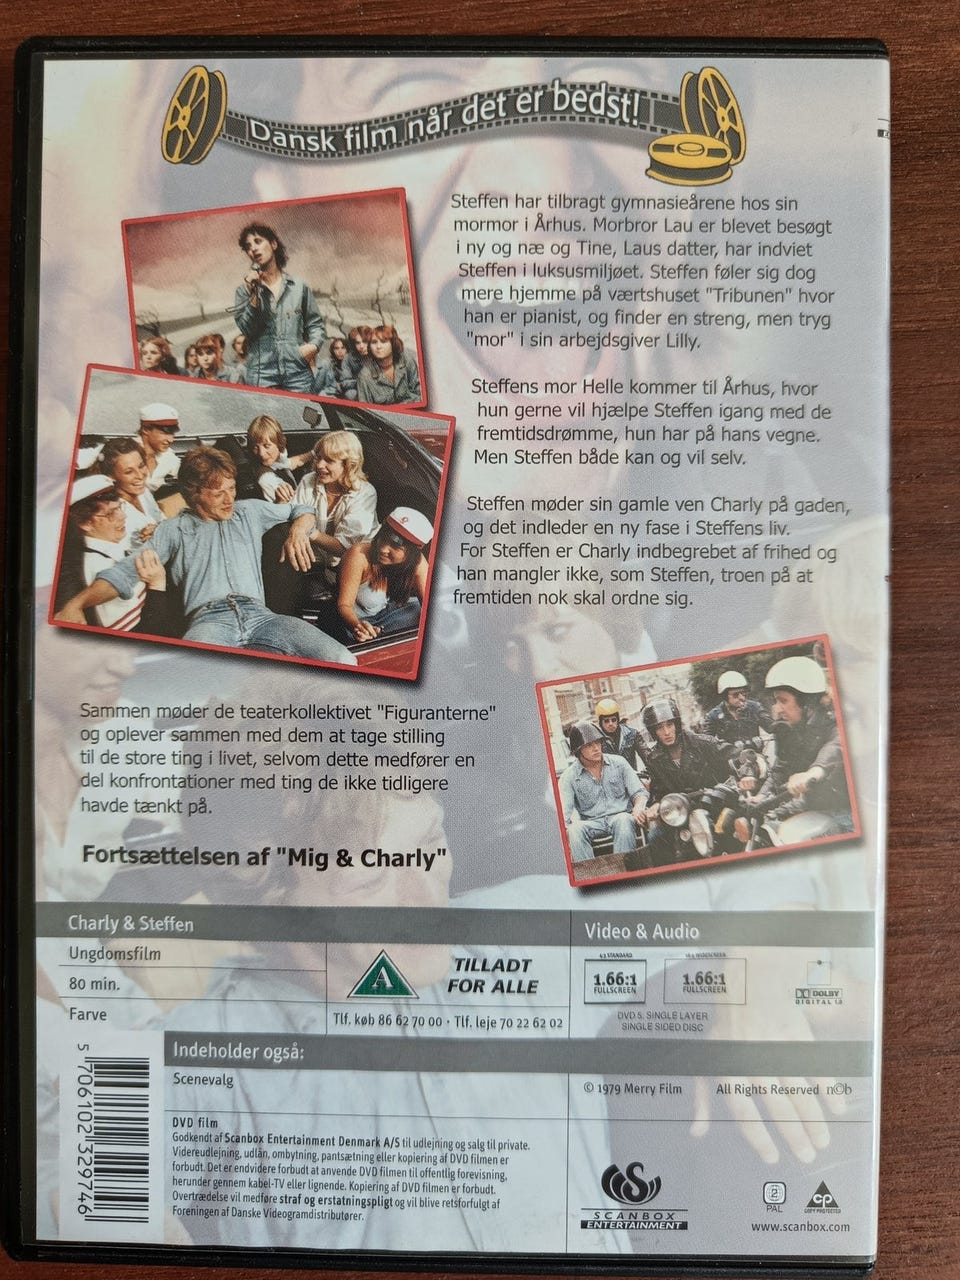 Dansk film når det er bedst!
Steffen har tilbragt gymnasieårene hos sin
mormor i Århus. Morbror Lau er blevet besøgt
i ny og næ og Tine, Laus datter, har indviet
Steffen i luksusmiljøet. Steffen føler sig dog
mere hjemme på værtshuset "Tribunen" hvor
han er pianist, og finder en streng, men tryg
"mor" i sin arbejdsgiver Lilly.
Steffens mor Helle kommer til Århus, hvor
hun gerne vil hjælpe Steffen igang med de
fremtidsdrømme, hun har på hans vegne.
Men Steffen både kan og vil selv.
Steffen møder sin gamle ven Charly på gaden,
og det indleder en ny fase i Steffens liv.
For Steffen er Charly indbegrebet af frihed og
han mangler ikke, som Steffen, troen på at
fremtiden nok skal ordne sig.
Sammen møder de teaterkollektivet "Figuranterne"
og oplever sammen med dem at tage stilling
til de store ting i livet, selvom dette medfører en
del konfrontationer med ting de ikke tidligere
havde tænkt på.
Fortsættelsen af "Mig & Charly"
Charly & Steffen
Ungdomsfilm
80 min.
Farve
A
TILLADT
FOR ALLE
Tlf. køb 86 62 70 00 · Tlf. leje 70 22 62 02
Video & Audio
4:3 STANDARD
1.66:1
FULLSCREEN
16:9 WIDESCREEN
1.66:1
FULLSCREEN
DVD 5: SINGLE LAYER
SINGLE SIDED DISC
DOLBY
DIGITAL 1.0
Indeholder også:
Scenevalg
© 1979 Merry Film All Rights Reserved n©b
DVD film
Godkendt af Scanbox Entertainment Denmark A/S til udlejning og salg til private.
Videreudlejning, udlån, ombytning, pantsætning eller kopiering af DVD filmen er
forbudt. Det er endvidere forbudt at anvende DVD filmen til offentlig forevisning,
herunder gennem kabel-TV eller lignende. Kopiering af DVD filmen er forbudt.
Overtrædelse vil medføre straf og erstatningspligt og vil blive retsforfulgt af
Foreningen af Danske Videogramdistributører.
5 706102 329746
SCANBOX
ENTERTAINMENT
2
PAL
CP
COPY PROTECTED
www.scanbox.com